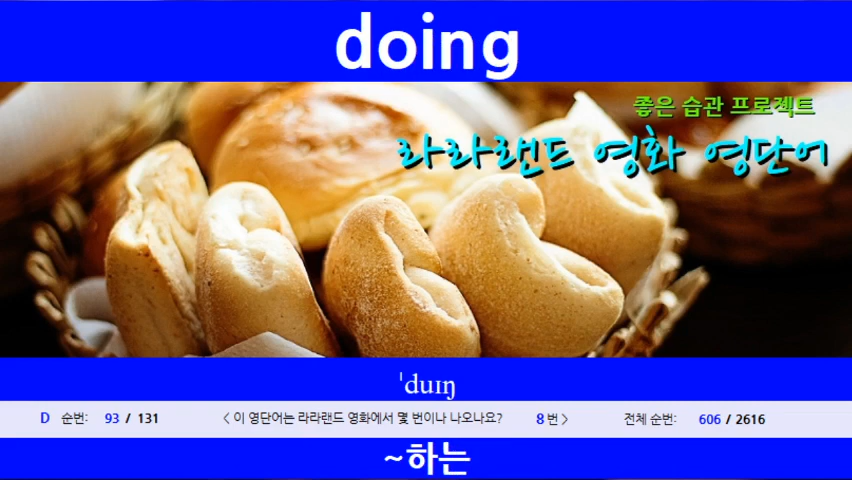 doing
좋은 습관 프로젝트
라라랜드 영화 영단어
ˈduɪŋ
D 순번: 93 / 131 < 이 영단어는 라라랜드 영화에서 몇 번이나 나오나요? 8 번 > 전체 순번: 606 / 2616
~하는